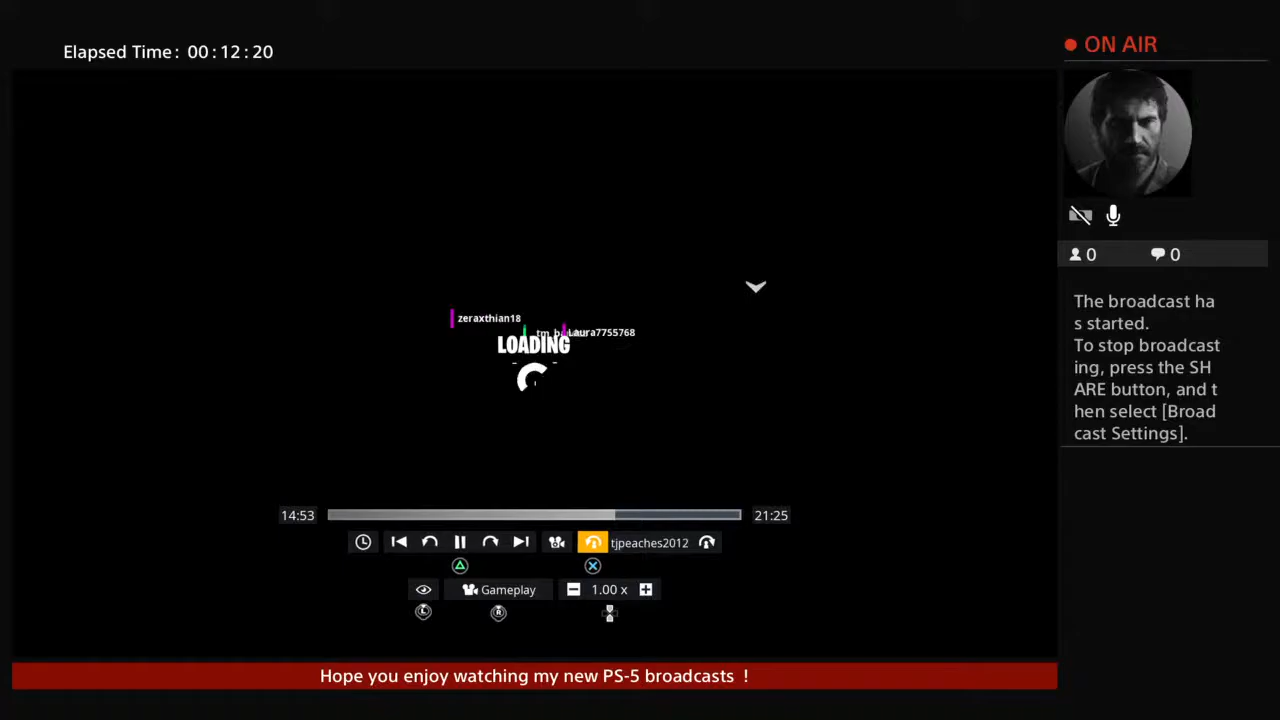 Elapsed Time: 00:12:20
ON AIR
0
0
The broadcast ha
s started.
To stop broadcast
ing, press the SH
ARE button, and t
hen select [Broad
cast Settings].
zeraxthian18
Laura7755768
LOADING
14:53
21:25
tjpeaches2012
Gameplay
1.00 x
Hope you enjoy watching my new PS-5 broadcasts !